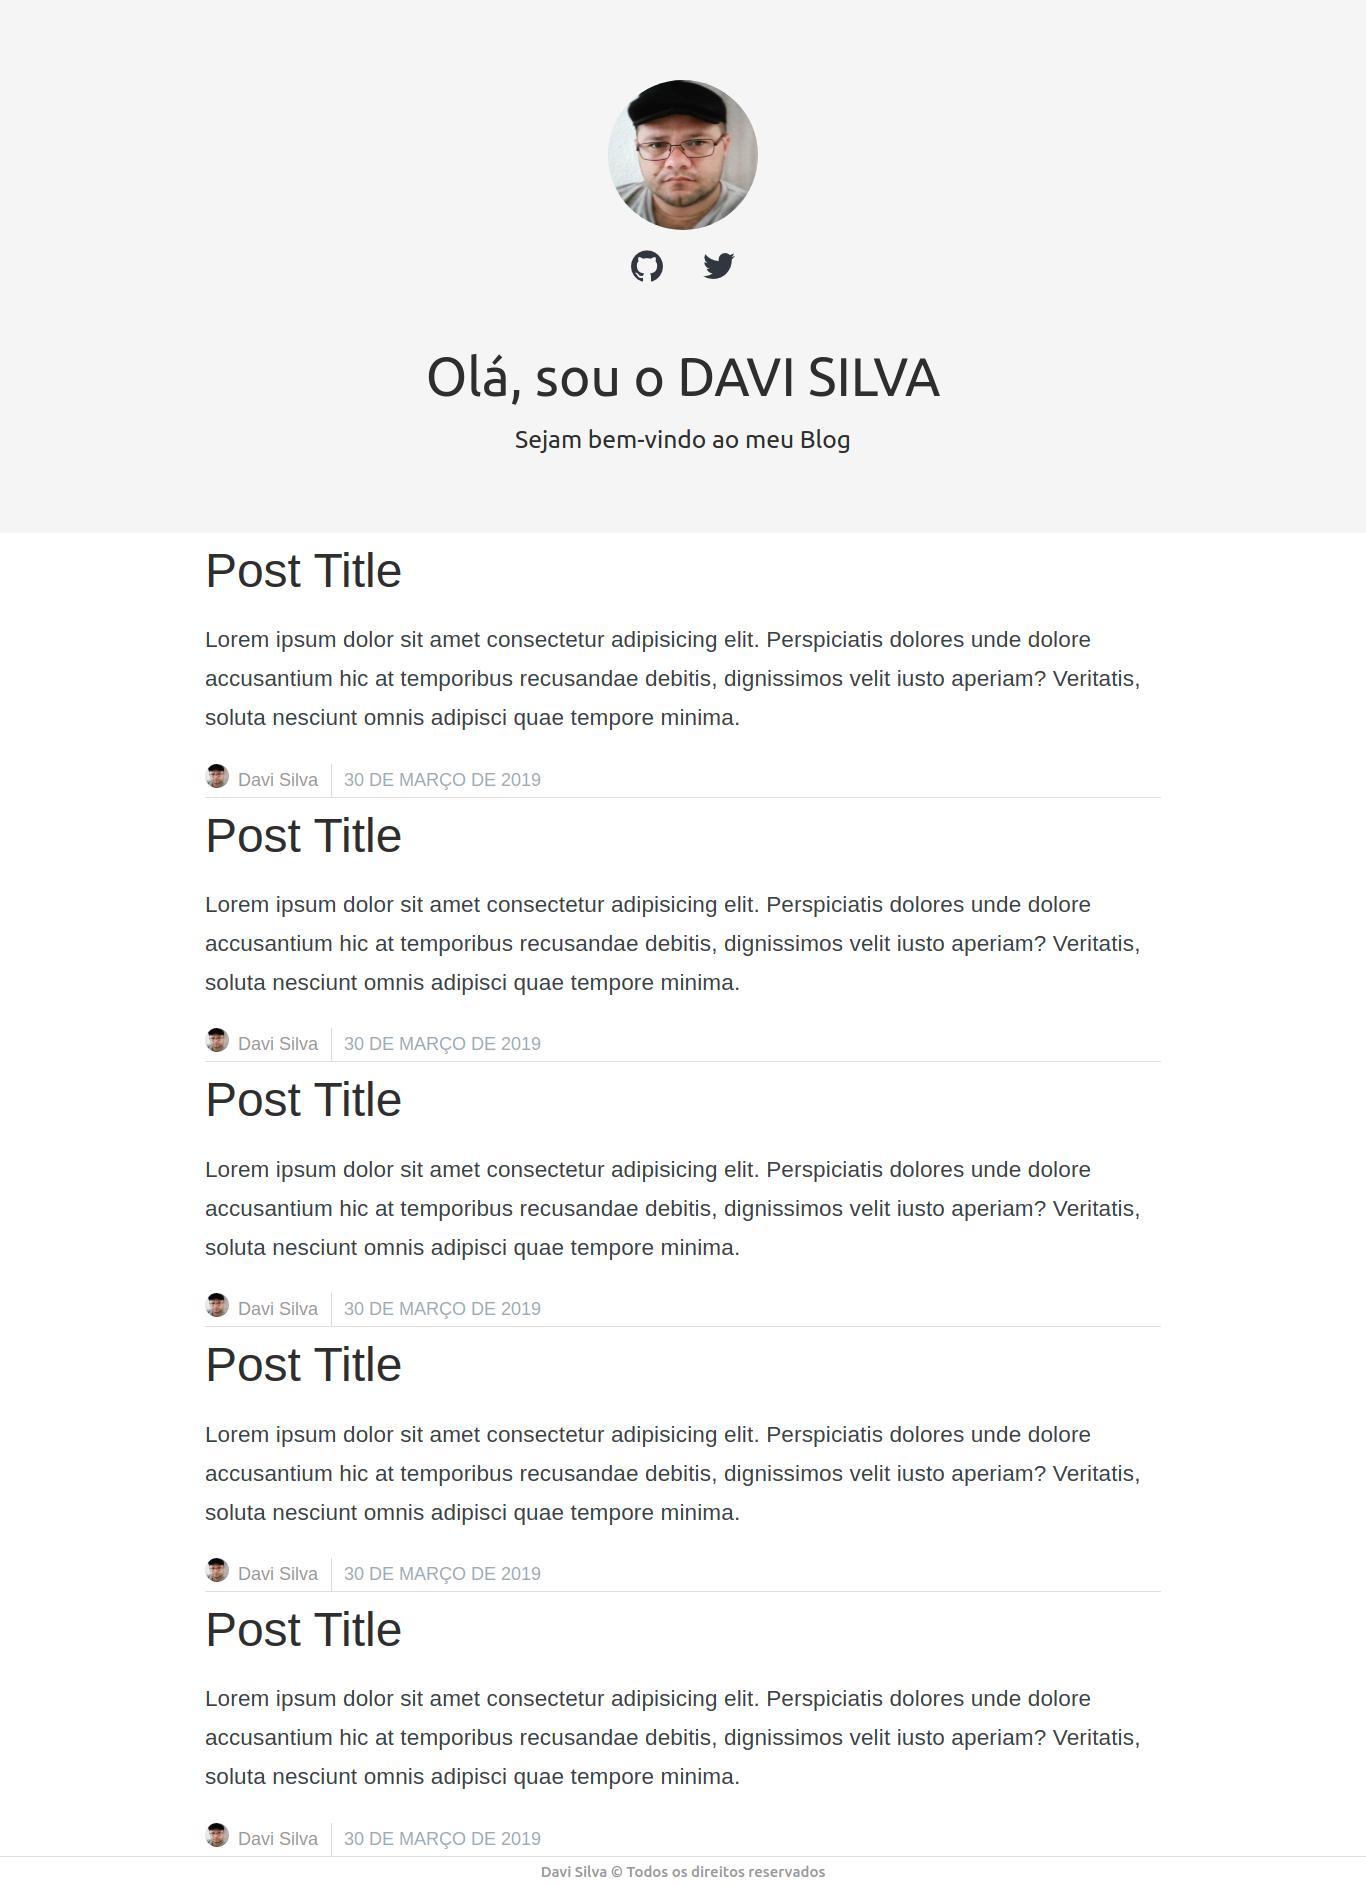 Olá, sou o DAVI SILVA
Sejam bem-vindo ao meu Blog
Post Title
Lorem ipsum dolor sit amet consectetur adipisicing elit. Perspiciatis dolores unde dolore
accusantium hic at temporibus recusandae debitis, dignissimos velit iusto aperiam? Veritatis,
soluta nesciunt omnis adipisci quae tempore minima.
Davi Silva 30 DE MARÇO DE 2019
Post Title
Lorem ipsum dolor sit amet consectetur adipisicing elit. Perspiciatis dolores unde dolore
accusantium hic at temporibus recusandae debitis, dignissimos velit iusto aperiam? Veritatis,
soluta nesciunt omnis adipisci quae tempore minima.
Davi Silva 30 DE MARÇO DE 2019
Post Title
Lorem ipsum dolor sit amet consectetur adipisicing elit. Perspiciatis dolores unde dolore
accusantium hic at temporibus recusandae debitis, dignissimos velit iusto aperiam? Veritatis,
soluta nesciunt omnis adipisci quae tempore minima.
Davi Silva 30 DE MARÇO DE 2019
Post Title
Lorem ipsum dolor sit amet consectetur adipisicing elit. Perspiciatis dolores unde dolore
accusantium hic at temporibus recusandae debitis, dignissimos velit iusto aperiam? Veritatis,
soluta nesciunt omnis adipisci quae tempore minima.
Davi Silva 30 DE MARÇO DE 2019
Post Title
Lorem ipsum dolor sit amet consectetur adipisicing elit. Perspiciatis dolores unde dolore
accusantium hic at temporibus recusandae debitis, dignissimos velit iusto aperiam? Veritatis,
soluta nesciunt omnis adipisci quae tempore minima.
Davi Silva 30 DE MARÇO DE 2019
Davi Silva © Todos os direitos reservados